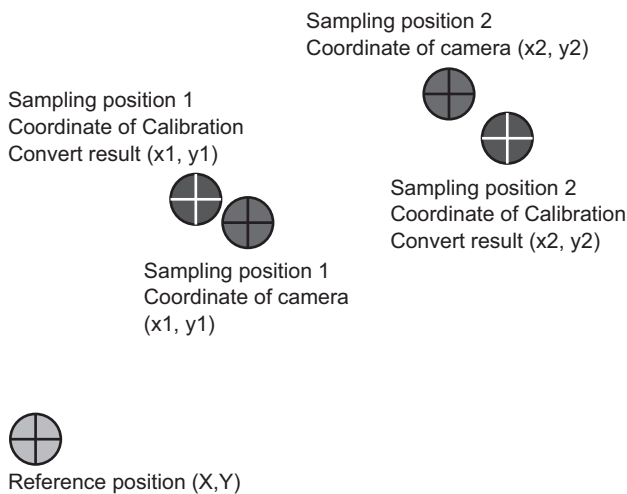 Sampling position 2
Coordinate of camera (x2, y2)
Sampling position 1
Coordinate of Calibration
Convert result (x1, y1)
Sampling position 2
Coordinate of Calibration
Convert result (x2, y2)
Sampling position 1
Coordinate of camera
(x1, y1)
Reference position (X,Y)